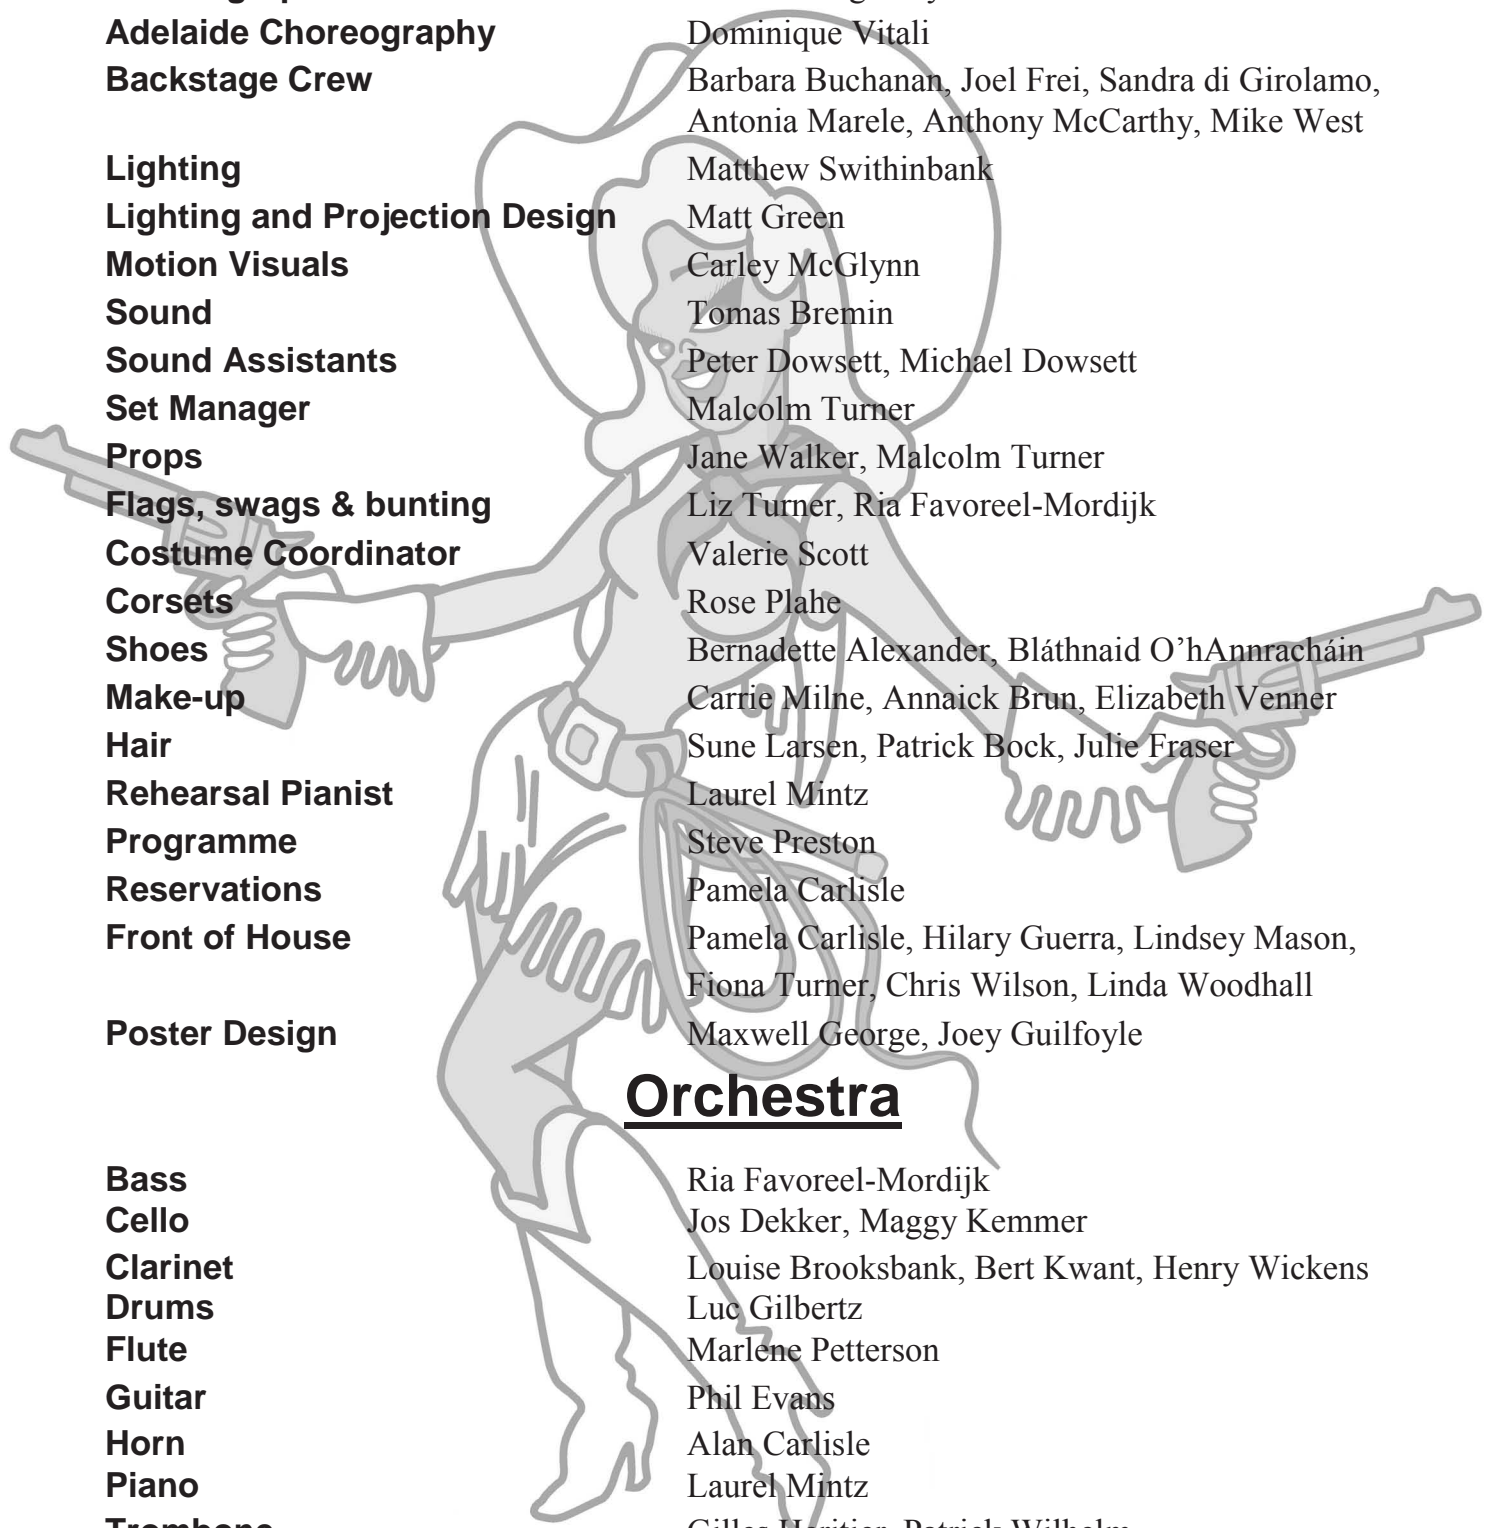 Adelaide Choreography Dominique Vitali
Backstage Crew Barbara Buchanan, Joel Frei, Sandra di Girolamo,
Antonia Marele, Anthony McCarthy, Mike West
Lighting Matthew Swithinbank
Lighting and Projection Design Matt Green
Motion Visuals Carley McGlynn
Sound Tomas Bremin
Sound Assistants Peter Dowsett, Michael Dowsett
Set Manager Malcolm Turner
Props Jane Walker, Malcolm Turner
Flags, swags & bunting Liz Turner, Ria Favoreel-Mordijk
Costume Coordinator Valerie Scott
Corsets Rose Plahe
Shoes Bernadette Alexander, Bláthnaid O’hAnnracháin
Make-up Carrie Milne, Annaick Brun, Elizabeth Venner
Hair Sune Larsen, Patrick Bock, Julie Fraser
Rehearsal Pianist Laurel Mintz
Programme Steve Preston
Reservations Pamela Carlisle
Front of House Pamela Carlisle, Hilary Guerra, Lindsey Mason,
Fiona Turner, Chris Wilson, Linda Woodhall
Poster Design Maxwell George, Joey Guilfoyle
Orchestra
Bass Ria Favoreel-Mordijk
Cello Jos Dekker, Maggy Kemmer
Clarinet Louise Brooksbank, Bert Kwant, Henry Wickens
Drums Luc Gilbertz
Flute Marlene Petterson
Guitar Phil Evans
Horn Alan Carlisle
Piano Laurel Mintz
Trombone Gilles Heritier, Patrick Wilhelm